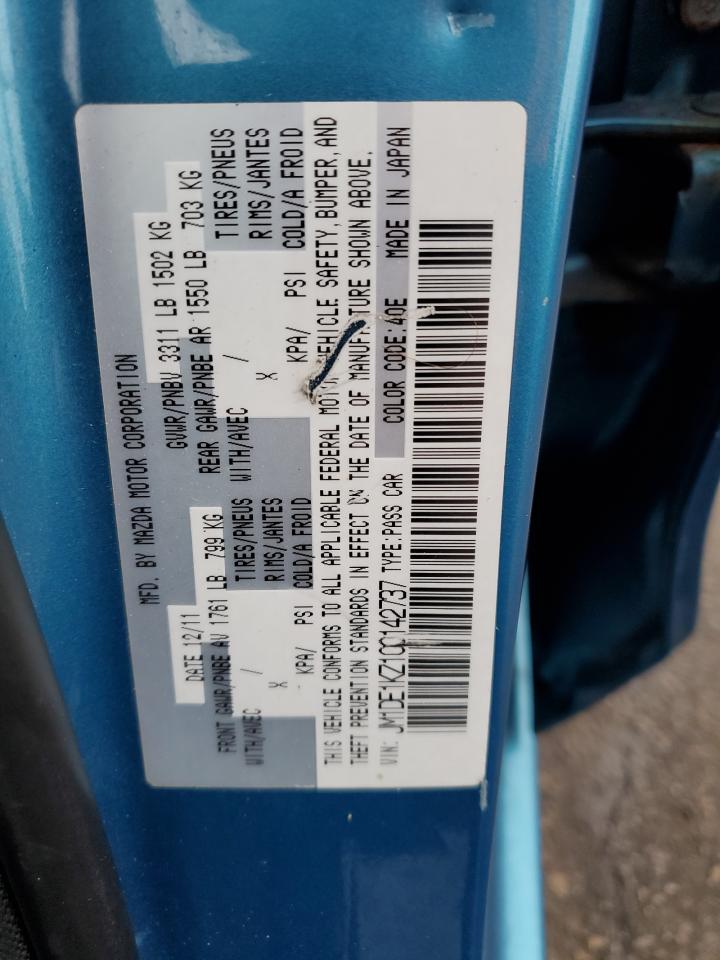 MFD. BY MAZDA MOTOR CORPORATION
DATE 12/11 GVWR/PNBV 3311 LB 1502 KG
FRONT GAWR/PNBE AV 1761 LB 799 KG REAR GAWR/PNBE AR 1550 LB 703 KG
WITH/AVEC / TIRES/PNEUS WITH/AVEC / TIRES/PNEUS
X RIMS/JANTES X RIMS/JANTES
KPA/ PSI COLD/A FROID KPA/ PSI COLD/A FROID
THIS VEHICLE CONFORMS TO ALL APPLICABLE FEDERAL MOTOR VEHICLE SAFETY, BUMPER, AND
THEFT PREVENTION STANDARDS IN EFFECT ON THE DATE OF MANUFACTURE SHOWN ABOVE.
VIN: JM1DE1KZ1C0142737 TYPE:PASS CAR COLOR CODE:40E MADE IN JAPAN